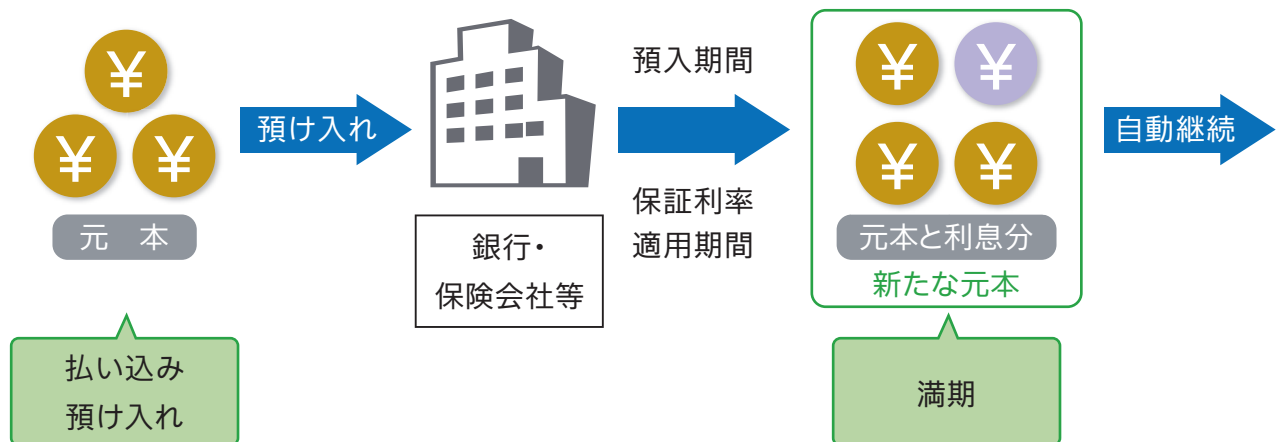 ¥
¥
¥
元 本
払い込み
預け入れ
預け入れ
銀行・
保険会社等
預入期間
保証利率
適用期間
¥
¥
¥
¥
元本と利息分
新たな元本
満期
自動継続